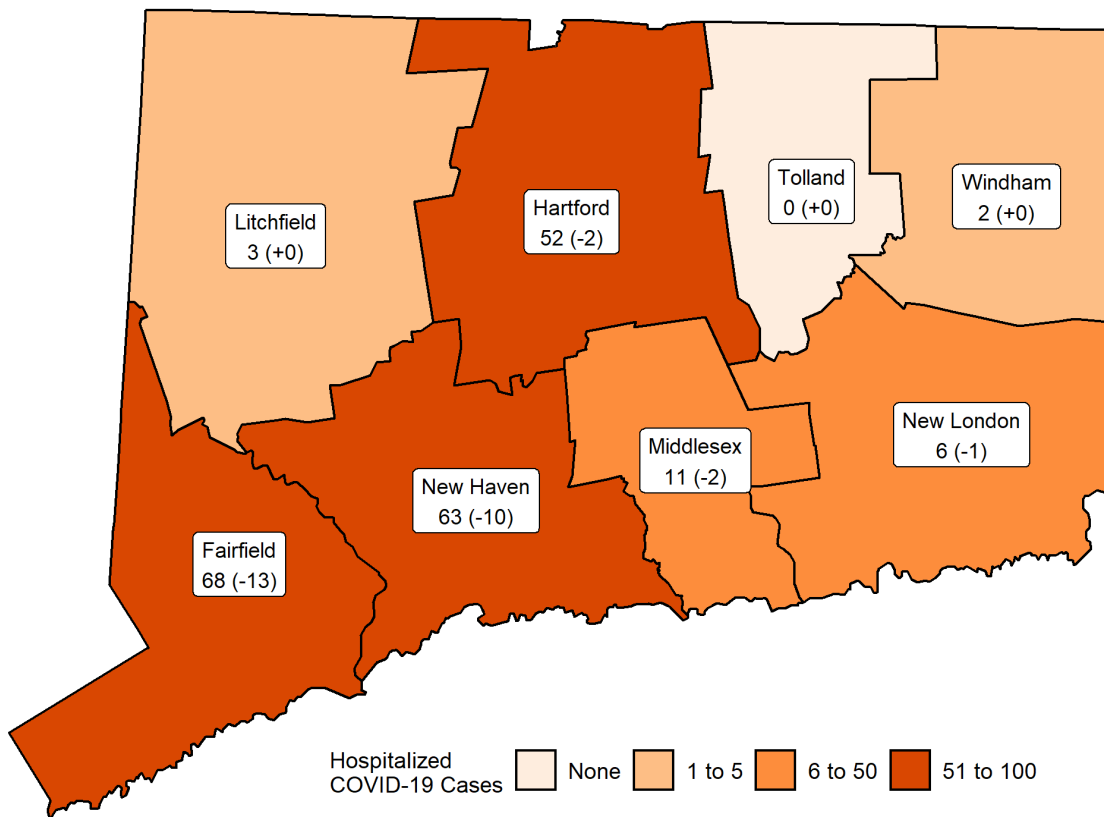 Tolland
0 (+0)
Windham
2 (+0)
Litchfield
3 (+0)
Hartford
52 (-2)
New London
6 (-1)
Middlesex
11 (-2)
New Haven
63 (-10)
Fairfield
68 (-13)
Hospitalized
COVID-19 Cases
None
1 to 5
6 to 50
51 to 100